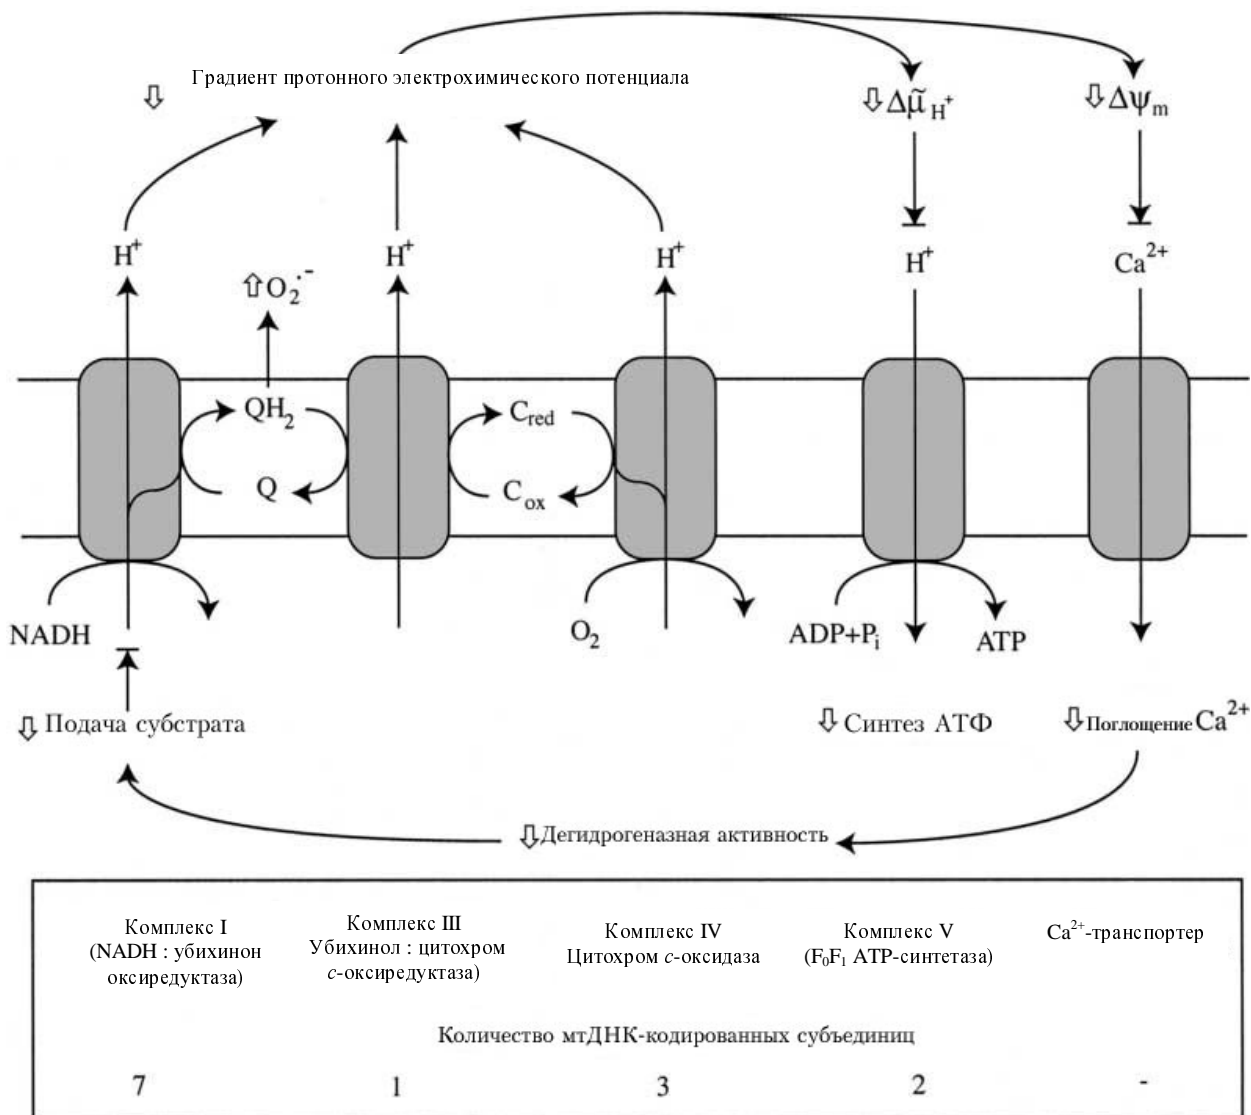 Градиент протонного электрохимического потенциала
⇩
⇩Δμ̃H⁺
⇩Δψm
H⁺
H⁺
H⁺
H⁺
Ca²⁺
⇧O₂·⁻
QH₂
Q
Cred
Cox
NADH
O₂
ADP+Pi
ATP
⇩ Подача субстрата
⇩ Синтез АТФ
⇩ Поглощение Ca²⁺
⇩ Дегидрогеназная активность
Комплекс I
(NADH : убихинон
оксиредуктаза)
Комплекс III
Убихинол : цитохром
c-оксиредуктаза)
Комплекс IV
Цитохром c-оксидаза
Комплекс V
(F₀F₁ АТР-синтетаза)
Ca²⁺-транспортер
Количество мтДНК-кодированных субъединиц
7 1 3 2 -